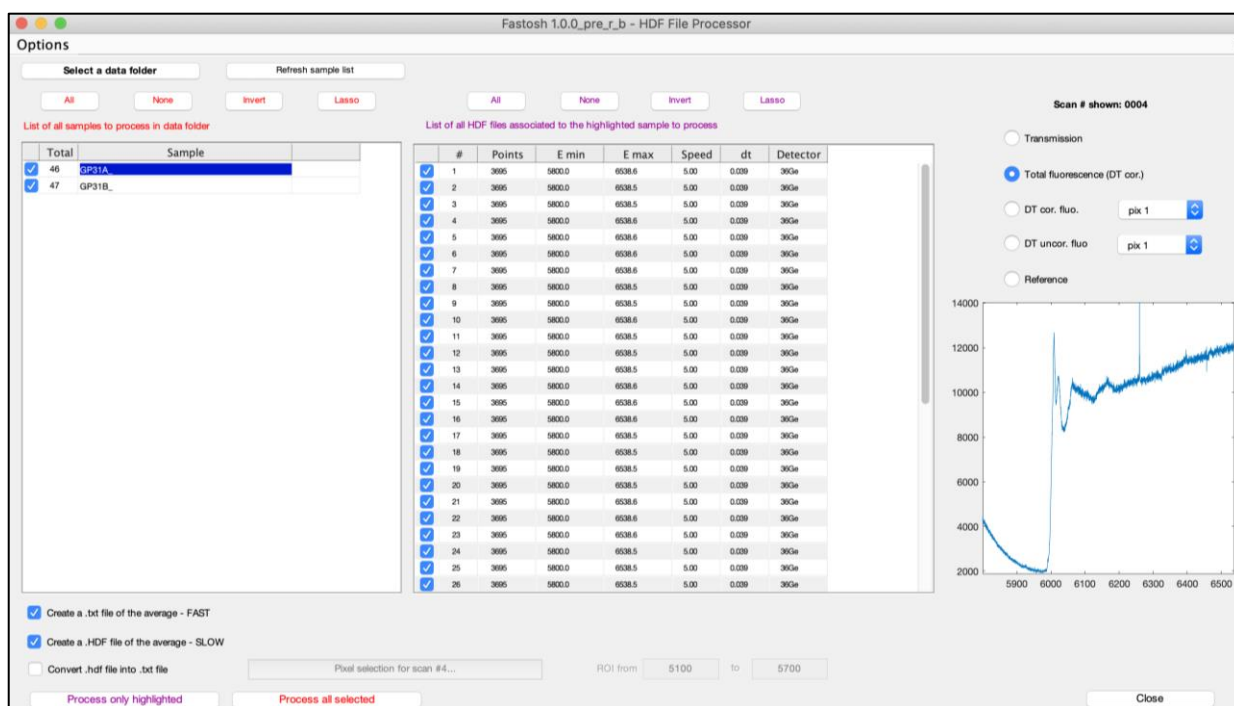 Fastosh 1.0.0_pre_r_b - HDF File Processor
Options
Select a data folder Refresh sample list
All None Invert Lasso All None Invert Lasso
List of all samples to process in data folder
List of all HDF files associated to the highlighted sample to process
Total Sample
46 GP31A_
47 GP31B_
# Points E min E max Speed dt Detector
1 3695 5800.0 6538.6 5.00 0.039 36Ge
2 3695 5800.0 6538.5 5.00 0.039 36Ge
3 3695 5800.0 6538.5 5.00 0.039 36Ge
4 3695 5800.0 6538.6 5.00 0.039 36Ge
5 3695 5800.0 6538.6 5.00 0.039 36Ge
6 3695 5800.0 6538.6 5.00 0.039 36Ge
7 3695 5800.0 6538.6 5.00 0.039 36Ge
8 3695 5800.0 6538.5 5.00 0.039 36Ge
9 3695 5800.0 6538.5 5.00 0.039 36Ge
10 3695 5800.0 6538.6 5.00 0.039 36Ge
11 3695 5800.0 6538.5 5.00 0.039 36Ge
12 3695 5800.0 6538.5 5.00 0.039 36Ge
13 3695 5800.0 6538.5 5.00 0.039 36Ge
14 3695 5800.0 6538.6 5.00 0.039 36Ge
15 3695 5800.0 6538.6 5.00 0.039 36Ge
16 3695 5800.0 6538.6 5.00 0.039 36Ge
17 3695 5800.0 6538.5 5.00 0.039 36Ge
18 3695 5800.0 6538.5 5.00 0.039 36Ge
19 3695 5800.0 6538.6 5.00 0.039 36Ge
20 3695 5800.0 6538.5 5.00 0.039 36Ge
21 3695 5800.0 6538.6 5.00 0.039 36Ge
22 3695 5800.0 6538.6 5.00 0.039 36Ge
23 3695 5800.0 6538.6 5.00 0.039 36Ge
24 3695 5800.0 6538.5 5.00 0.039 36Ge
25 3695 5800.0 6538.5 5.00 0.039 36Ge
26 3695 5800.0 6538.5 5.00 0.039 36Ge
Scan # shown: 0004
Transmission
Total fluorescence (DT cor.)
DT cor. fluo. pix 1
DT uncor. fluo pix 1
Reference
14000
12000
10000
8000
6000
4000
2000
5900 6000 6100 6200 6300 6400 6500
Create a .txt file of the average - FAST
Create a .HDF file of the average - SLOW
Convert .hdf file into .txt file Pixel selection for scan #4... ROI from 5100 to 5700
Process only highlighted Process all selected Close